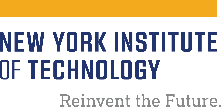 NEW YORK INSTITUTE
OF TECHNOLOGY
Reinvent the Future.